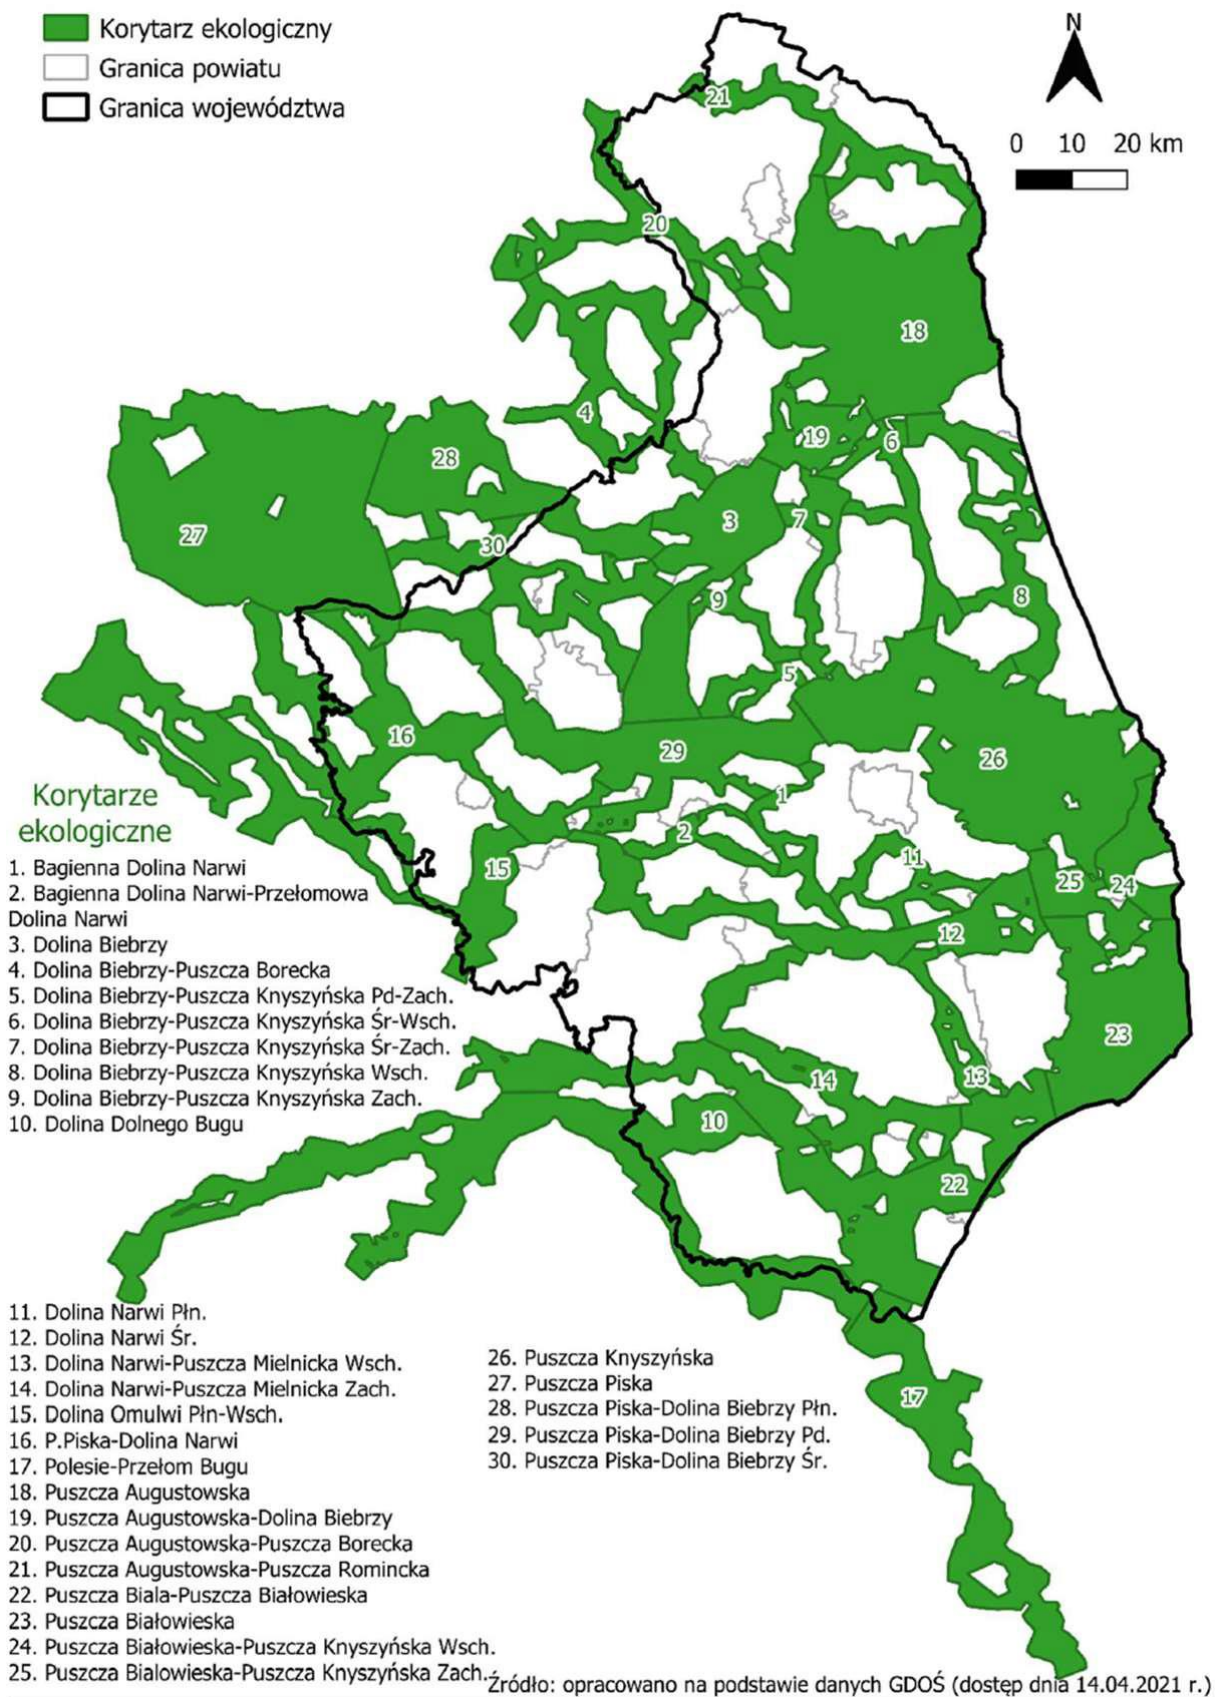 Korytarz ekologiczny
Granica powiatu
Granica województwa
N
0 10 20 km
21
20
18
4
19
6
28
3
7
27
30
9
8
5
16
29
26
1
2
11
15
25
24
12
23
14
13
10
22
17
Korytarze
ekologiczne
1. Bagienna Dolina Narwi
2. Bagienna Dolina Narwi-Przełomowa
Dolina Narwi
3. Dolina Biebrzy
4. Dolina Biebrzy-Puszcza Borecka
5. Dolina Biebrzy-Puszcza Knyszyńska Pd-Zach.
6. Dolina Biebrzy-Puszcza Knyszyńska Śr-Wsch.
7. Dolina Biebrzy-Puszcza Knyszyńska Śr-Zach.
8. Dolina Biebrzy-Puszcza Knyszyńska Wsch.
9. Dolina Biebrzy-Puszcza Knyszyńska Zach.
10. Dolina Dolnego Bugu
11. Dolina Narwi Płn.
12. Dolina Narwi Śr.
13. Dolina Narwi-Puszcza Mielnicka Wsch.
14. Dolina Narwi-Puszcza Mielnicka Zach.
15. Dolina Omulwi Płn-Wsch.
16. P.Piska-Dolina Narwi
17. Polesie-Przełom Bugu
18. Puszcza Augustowska
19. Puszcza Augustowska-Dolina Biebrzy
20. Puszcza Augustowska-Puszcza Borecka
21. Puszcza Augustowska-Puszcza Romincka
22. Puszcza Biala-Puszcza Białowieska
23. Puszcza Białowieska
24. Puszcza Białowieska-Puszcza Knyszyńska Wsch.
25. Puszcza Bialowieska-Puszcza Knyszyńska Zach.
26. Puszcza Knyszyńska
27. Puszcza Piska
28. Puszcza Piska-Dolina Biebrzy Płn.
29. Puszcza Piska-Dolina Biebrzy Pd.
30. Puszcza Piska-Dolina Biebrzy Śr.
Źródło: opracowano na podstawie danych GDOŚ (dostęp dnia 14.04.2021 r.)